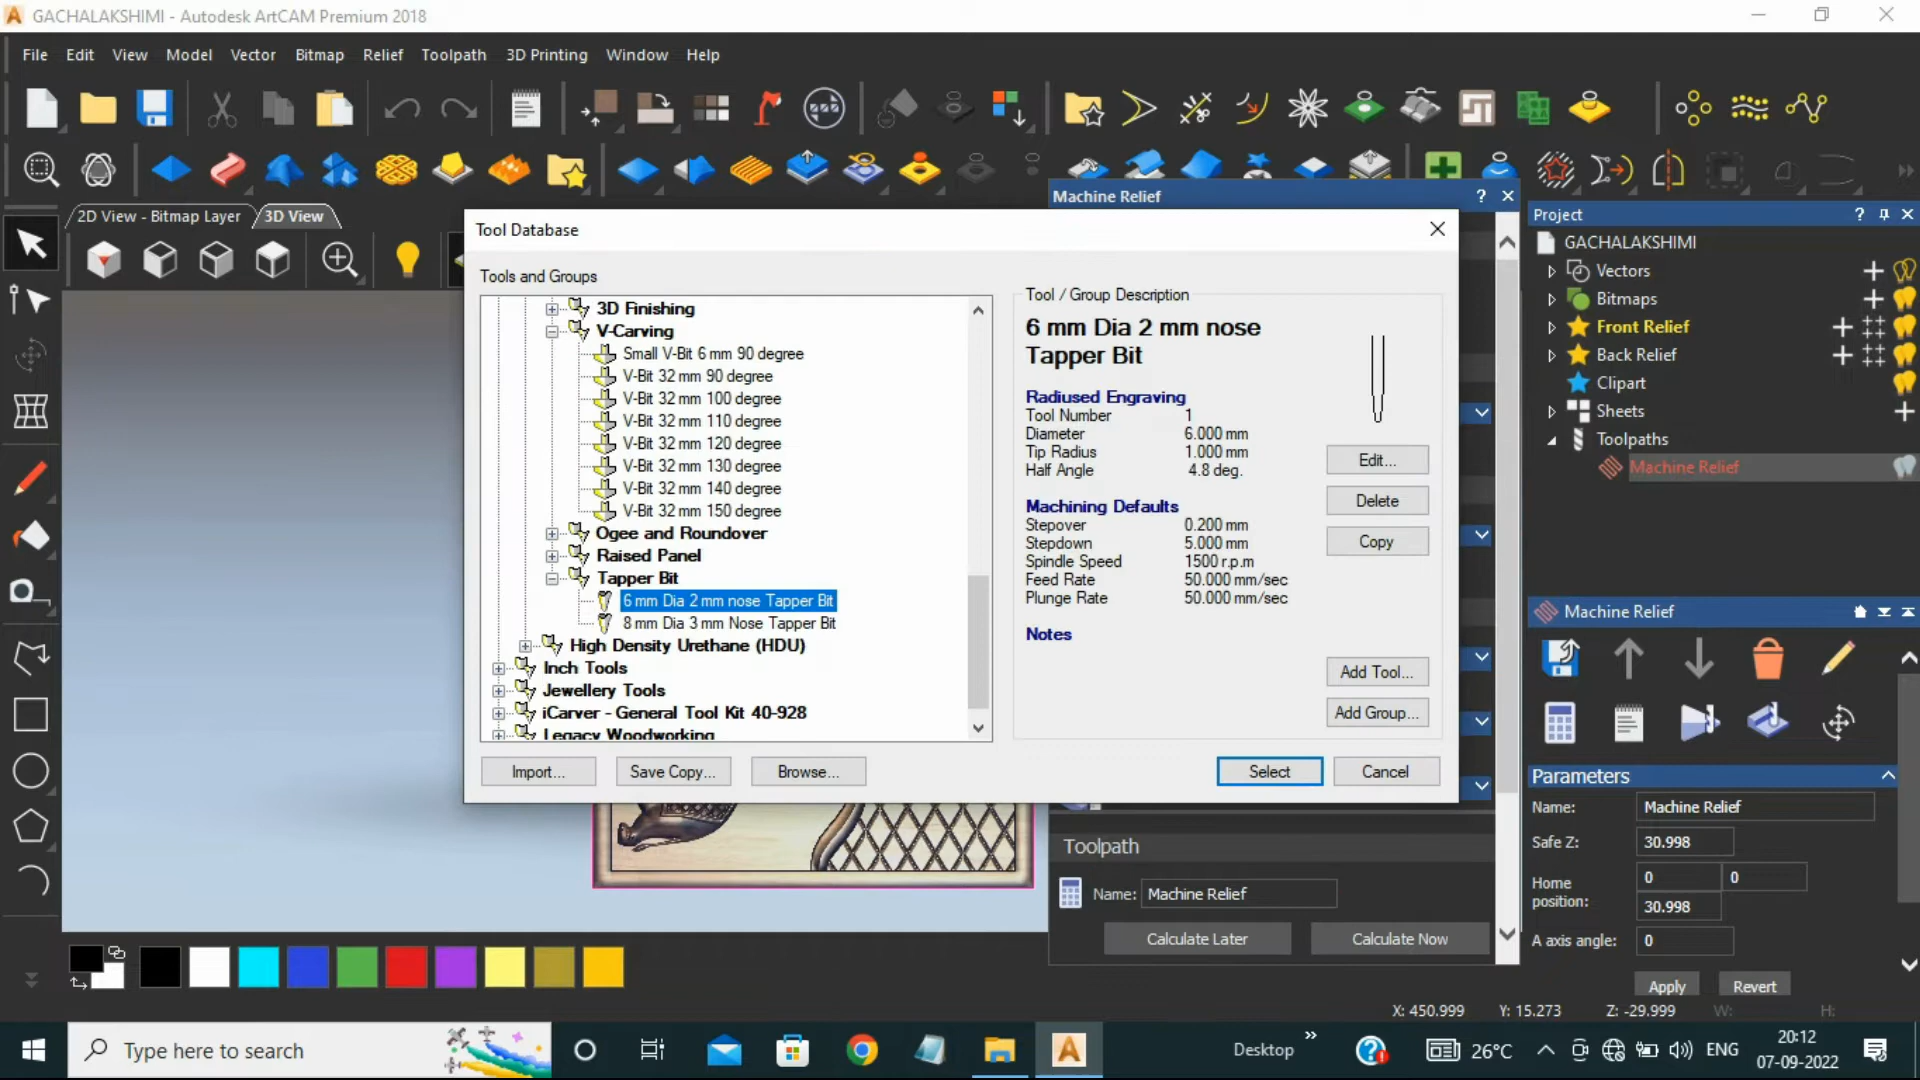 GACHALAKSHIMI - Autodesk ArtCAM Premium 2018
File Edit View Model Vector Bitmap Relief Toolpath 3D Printing Window Help
2D View - Bitmap Layer 3D View
Machine Relief ?
Tool Database
Tools and Groups
3D Finishing
V-Carving
Small V-Bit 6 mm 90 degree
V-Bit 32 mm 90 degree
V-Bit 32 mm 100 degree
V-Bit 32 mm 110 degree
V-Bit 32 mm 120 degree
V-Bit 32 mm 130 degree
V-Bit 32 mm 140 degree
V-Bit 32 mm 150 degree
Ogee and Roundover
Raised Panel
Tapper Bit
6 mm Dia 2 mm nose Tapper Bit
8 mm Dia 3 mm Nose Tapper Bit
High Density Urethane (HDU)
Inch Tools
Jewellery Tools
iCarver - General Tool Kit 40-928
Legacy Woodworking
Import... Save Copy... Browse...
Tool / Group Description
6 mm Dia 2 mm nose
Tapper Bit
Radiused Engraving
Tool Number 1
Diameter 6.000 mm
Tip Radius 1.000 mm
Half Angle 4.8 deg.
Machining Defaults
Stepover 0.200 mm
Stepdown 5.000 mm
Spindle Speed 1500 r.p.m
Feed Rate 50.000 mm/sec
Plunge Rate 50.000 mm/sec
Notes
Edit...
Delete
Copy
Add Tool...
Add Group...
Select Cancel
Toolpath
Name: Machine Relief
Calculate Later Calculate Now
Project ?
GACHALAKSHIMI
Vectors
Bitmaps
Front Relief
Back Relief
Clipart
Sheets
Toolpaths
Machine Relief
Machine Relief
Parameters
Name: Machine Relief
Safe Z: 30.998
Home position: 0 0
30.998
A axis angle: 0
Apply Revert
X: 450.999 Y: 15.273 Z: -29.999 W: H:
Type here to search
Desktop
26°C
ENG
20:12
07-09-2022